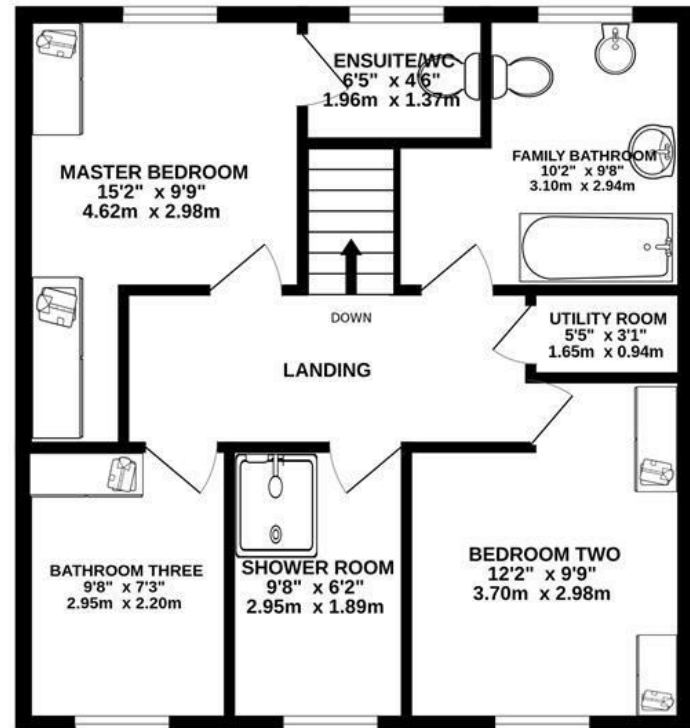 ENSUITE/WC
6'5" x 4'6"
1.96m x 1.37m
MASTER BEDROOM
15'2" x 9'9"
4.62m x 2.98m
FAMILY BATHROOM
10'2" x 9'8"
3.10m x 2.94m
DOWN
UTILITY ROOM
5'5" x 3'1"
1.65m x 0.94m
LANDING
BATHROOM THREE
9'8" x 7'3"
2.95m x 2.20m
SHOWER ROOM
9'8" x 6'2"
2.95m x 1.89m
BEDROOM TWO
12'2" x 9'9"
3.70m x 2.98m